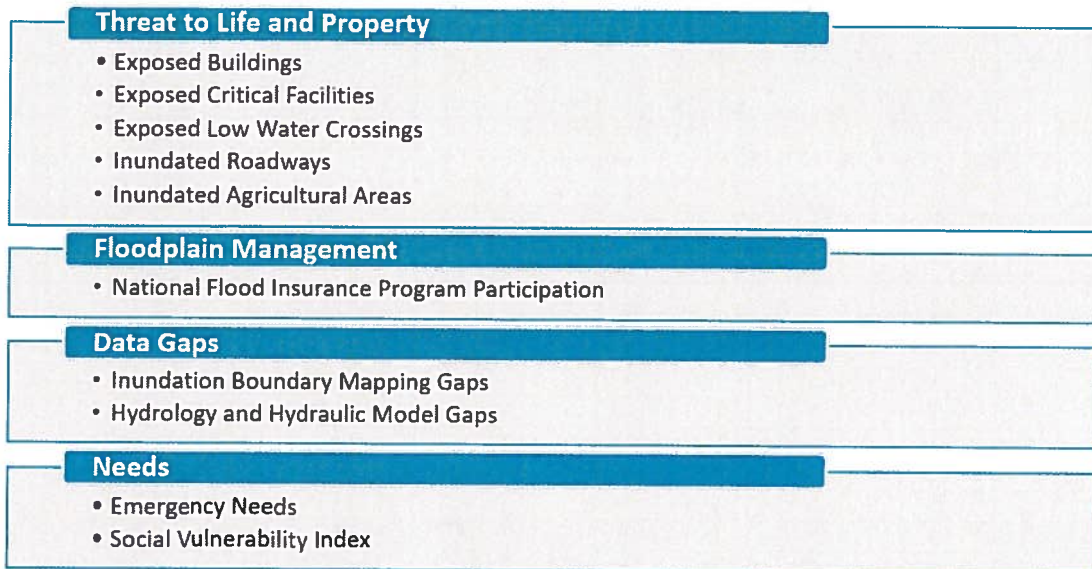 Threat to Life and Property
• Exposed Buildings
• Exposed Critical Facilities
• Exposed Low Water Crossings
• Inundated Roadways
• Inundated Agricultural Areas
Floodplain Management
• National Flood Insurance Program Participation
Data Gaps
• Inundation Boundary Mapping Gaps
• Hydrology and Hydraulic Model Gaps
Needs
• Emergency Needs
• Social Vulnerability Index